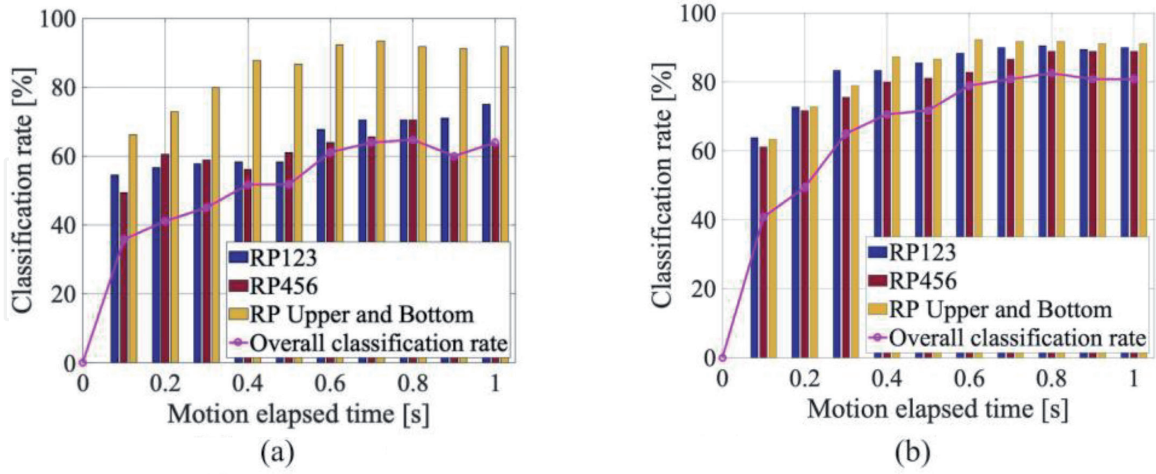 Classification rate [%]
100
80
60
40
20
0
RP123
RP456
RP Upper and Bottom
Overall classification rate
0 0.2 0.4 0.6 0.8 1
Motion elapsed time [s]
(a)
Classification rate [%]
100
80
60
40
20
0
RP123
RP456
RP Upper and Bottom
Overall classification rate
0 0.2 0.4 0.6 0.8 1
Motion elapsed time [s]
(b)